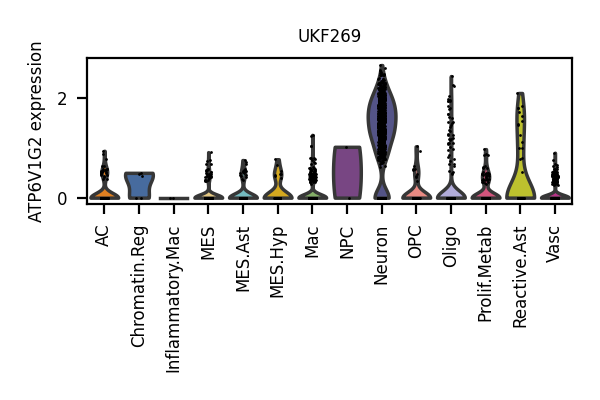 UKF269
ATP6V1G2 expression
2
0
AC
Chromatin.Reg
Inflammatory.Mac
MES
MES.Ast
MES.Hyp
Mac
NPC
Neuron
OPC
Oligo
Prolif.Metab
Reactive.Ast
Vasc